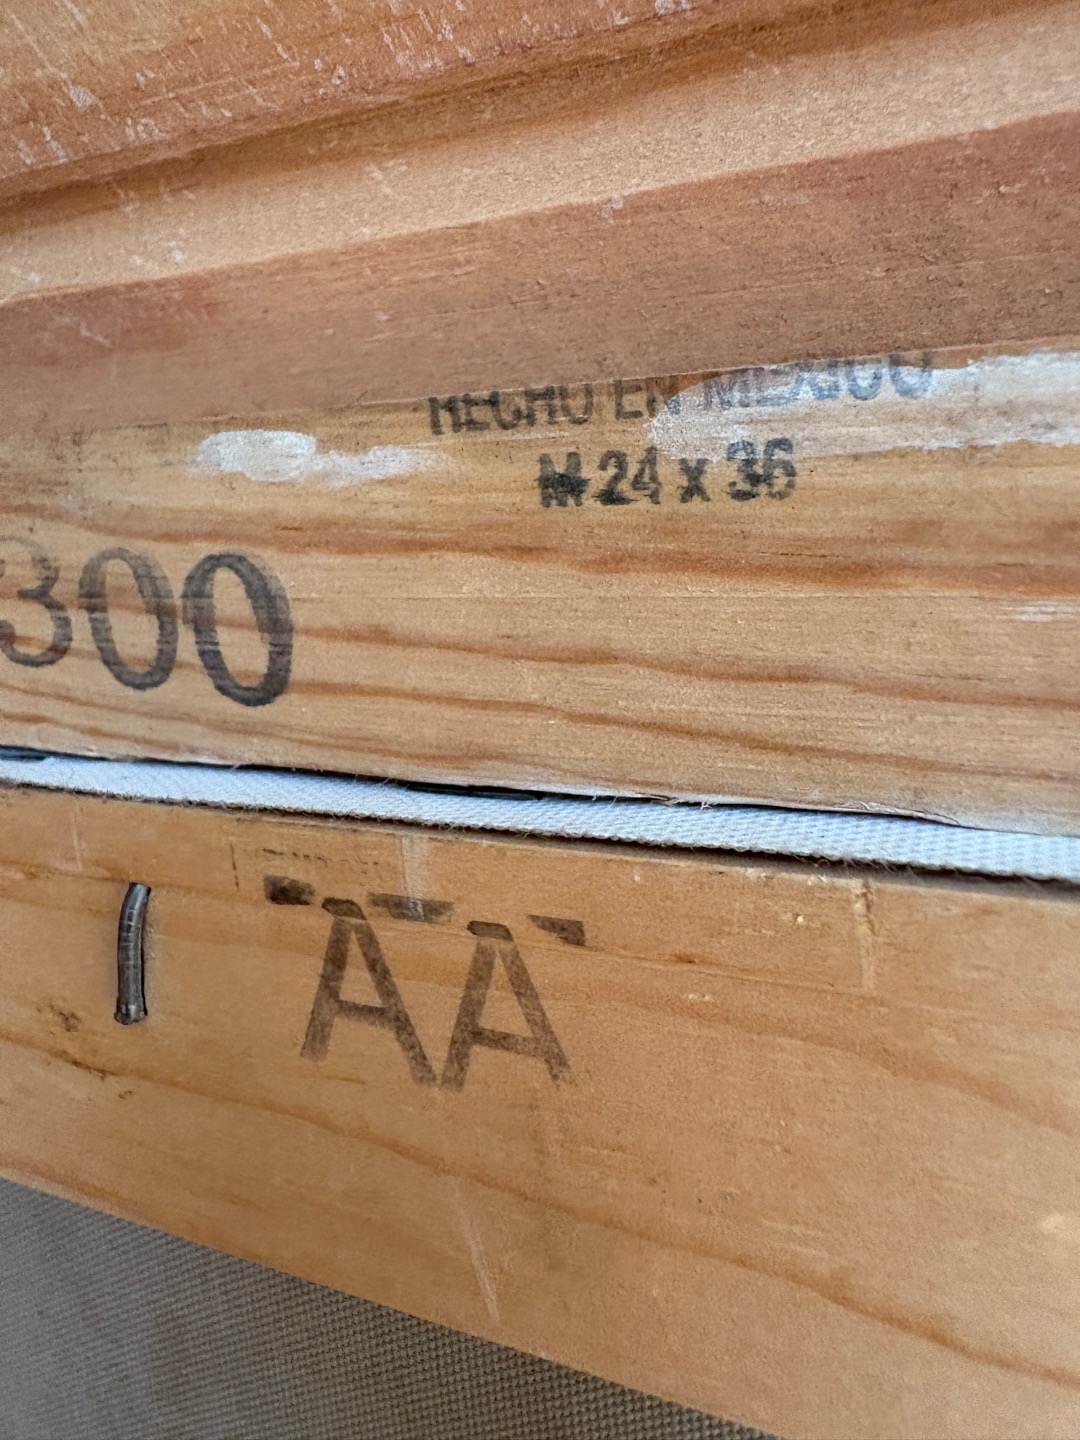 HECHO EN MEXICO
M 24 x 36
300
AA